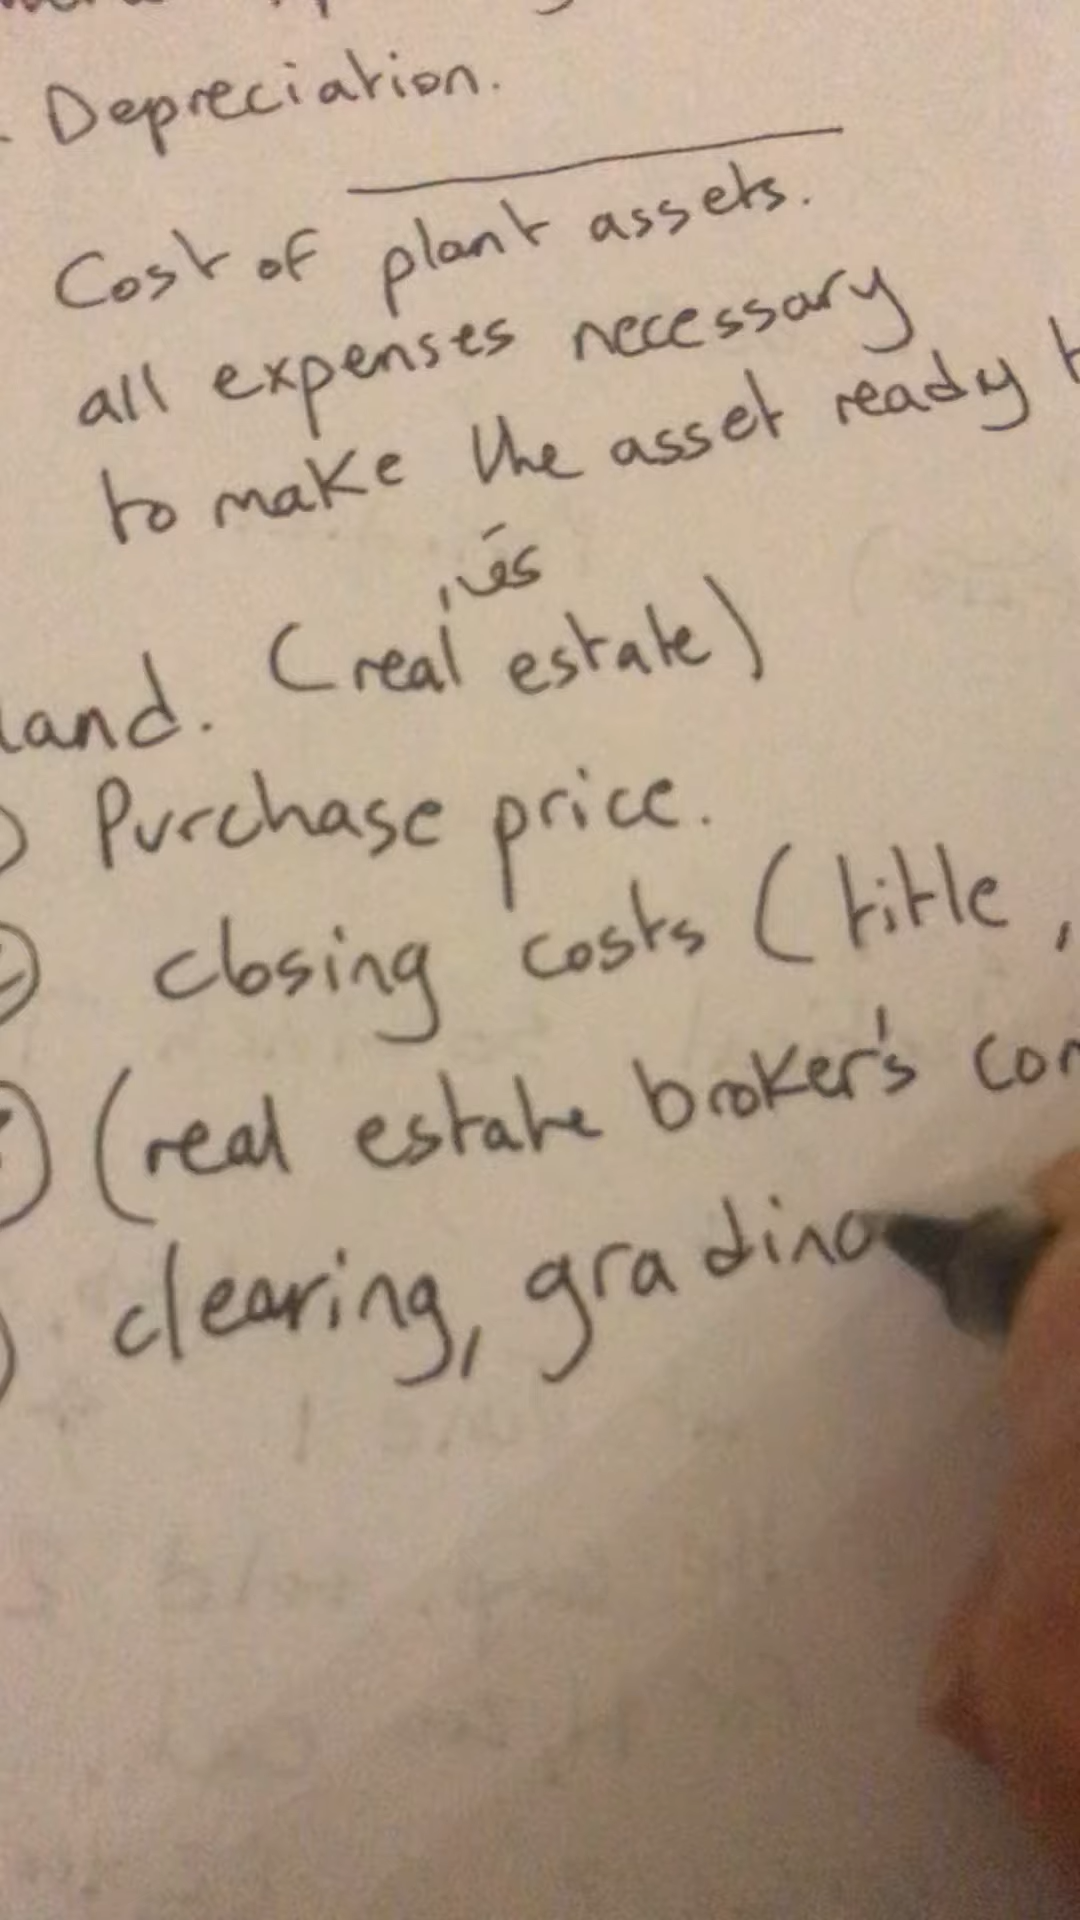 Depreciation.
Cost of plant assets.
all expenses necessary
to make the asset ready
land. (real estate)
Purchase price.
closing costs (title,
(real estate broker's
clearing, grading